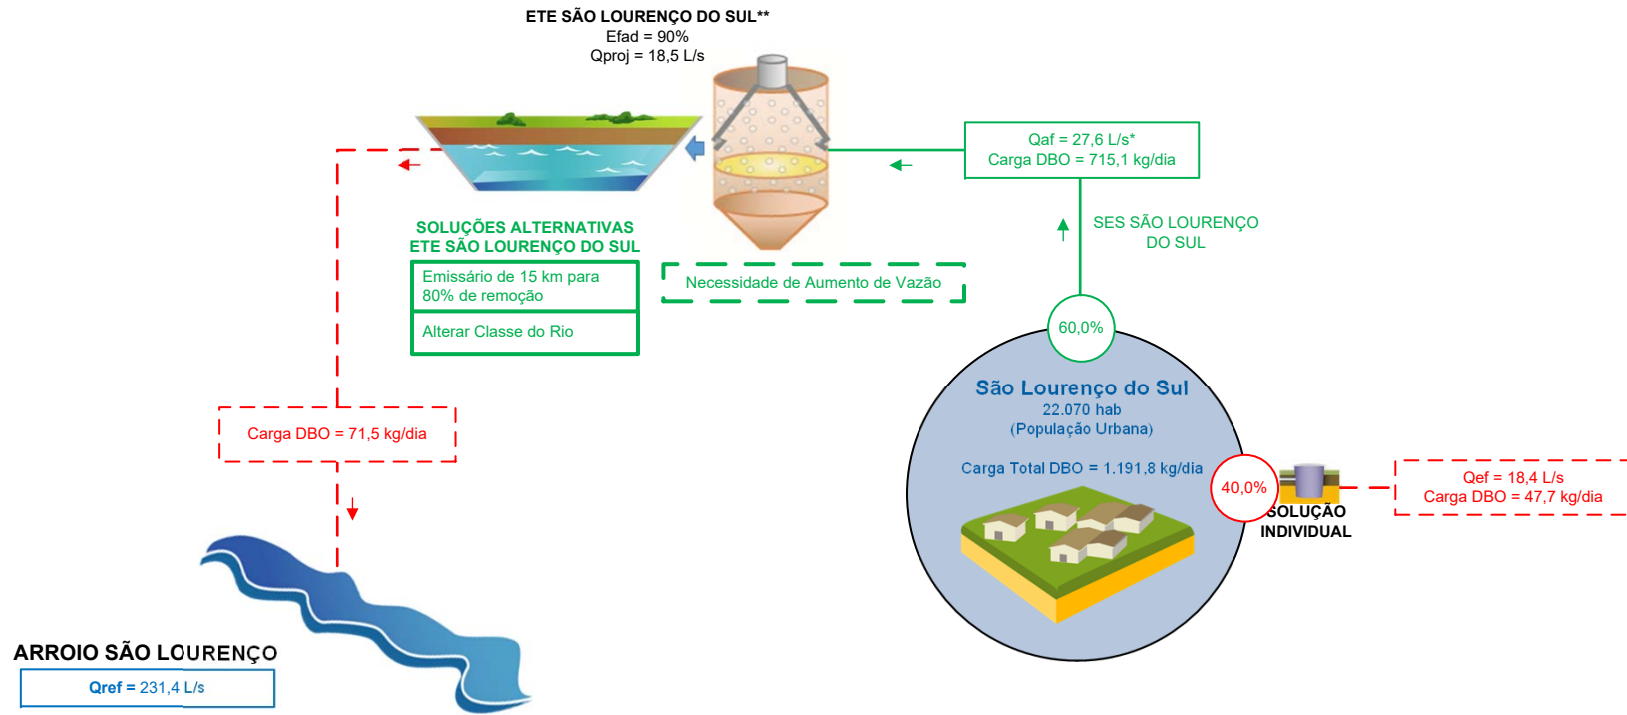 ETE SÃO LOURENÇO DO SUL**
Efad = 90%
Qproj = 18,5 L/s
Qaf = 27,6 L/s*
Carga DBO = 715,1 kg/dia
SES SÃO LOURENÇO
DO SUL
SOLUÇÕES ALTERNATIVAS
ETE SÃO LOURENÇO DO SUL
Emissário de 15 km para
80% de remoção
Alterar Classe do Rio
Necessidade de Aumento de Vazão
60,0%
São Lourenço do Sul
22.070 hab
(População Urbana)
Carga Total DBO = 1.191,8 kg/dia
40,0%
SOLUÇÃO
INDIVIDUAL
Qef = 18,4 L/s
Carga DBO = 47,7 kg/dia
Carga DBO = 71,5 kg/dia
ARROIO SÃO LOURENÇO
Qref = 231,4 L/s